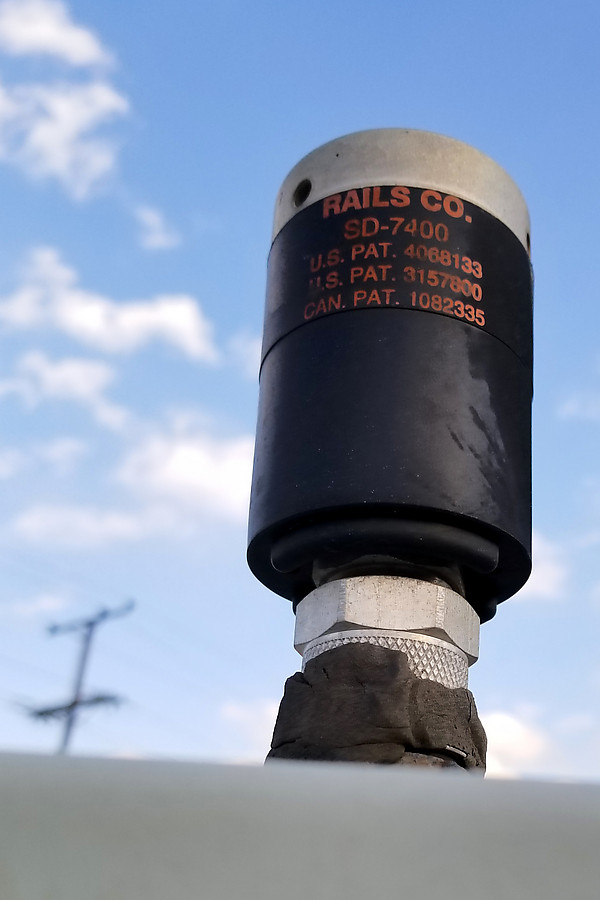 RAILS CO.
SD-7400
U.S. PAT. 4068133
U.S. PAT. 3157800
CAN. PAT. 1082335